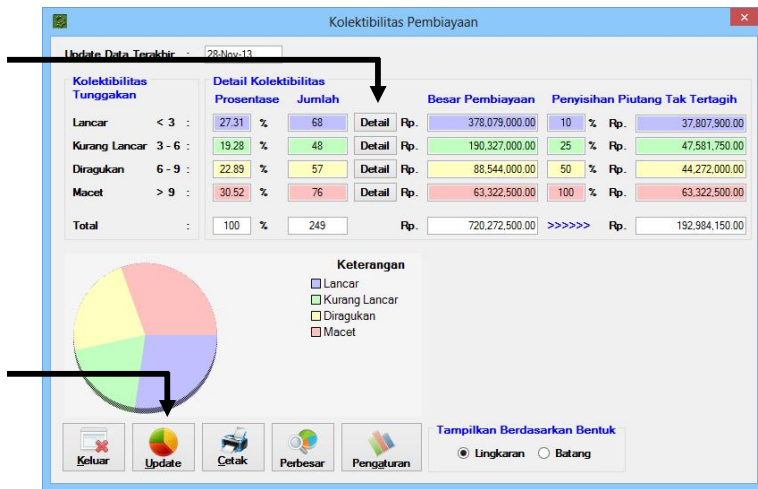 Kolektibilitas Pembiayaan
Update Data Terakhir : 28-Nov-13
Kolektibilitas Tunggakan
Detail Kolektibilitas
Prosentase Jumlah Besar Pembiayaan Penyisihan Piutang Tak Tertagih
Lancar < 3 : 27.31 % 68 Detail Rp. 378,079,000.00 10 % Rp. 37,807,900.00
Kurang Lancar 3 - 6 : 19.28 % 48 Detail Rp. 190,327,000.00 25 % Rp. 47,581,750.00
Diragukan 6 - 9 : 22.89 % 57 Detail Rp. 88,544,000.00 50 % Rp. 44,272,000.00
Macet > 9 : 30.52 % 76 Detail Rp. 63,322,500.00 100 % Rp. 63,322,500.00
Total : 100 % 249 Rp. 720,272,500.00 >>>>>> Rp. 192,984,150.00
Keterangan
Lancar
Kurang Lancar
Diragukan
Macet
Tampilkan Berdasarkan Bentuk
Lingkaran Batang
Keluar Update Cetak Perbesar Pengaturan